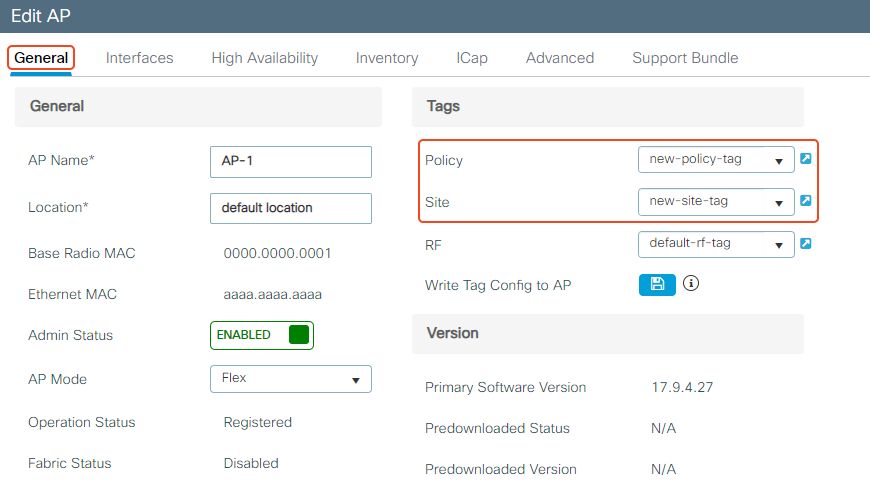 Edit AP
General Interfaces High Availability Inventory ICap Advanced Support Bundle
General
AP Name* AP-1
Location* default location
Base Radio MAC 0000.0000.0001
Ethernet MAC aaaa.aaaa.aaaa
Admin Status ENABLED
AP Mode Flex
Operation Status Registered
Fabric Status Disabled
Tags
Policy new-policy-tag
Site new-site-tag
RF default-rf-tag
Write Tag Config to AP
Version
Primary Software Version 17.9.4.27
Predownloaded Status N/A
Predownloaded Version N/A